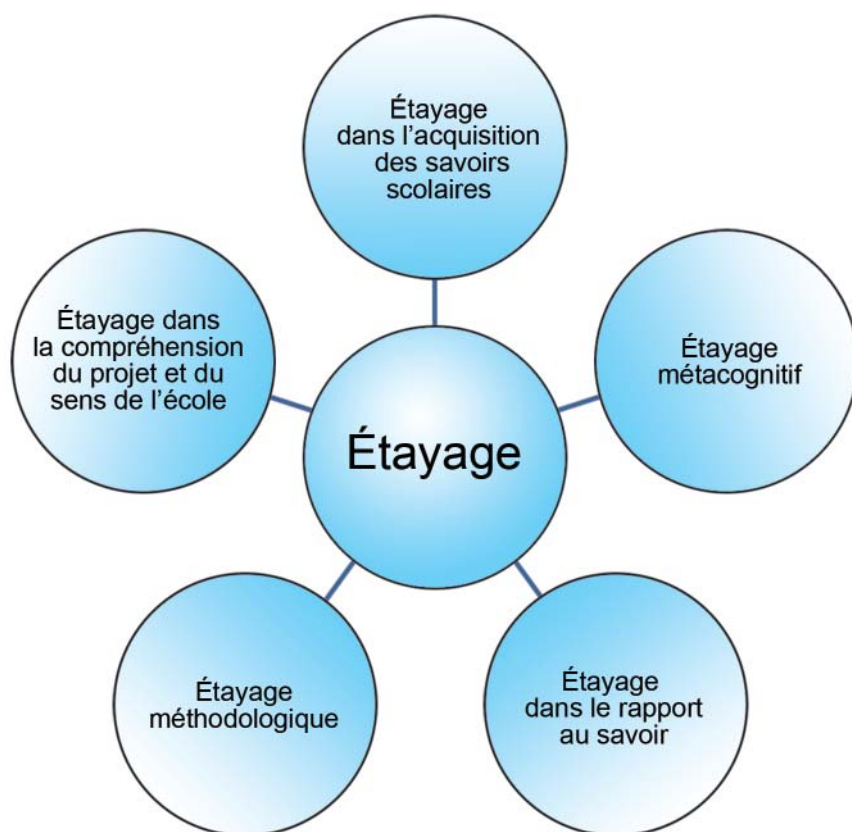 Étayage
dans l'acquisition
des savoirs
scolaires
Étayage dans
la compréhension
du projet et du
sens de l'école
Étayage
métacognitif
Étayage
Étayage
méthodologique
Étayage
dans le rapport
au savoir